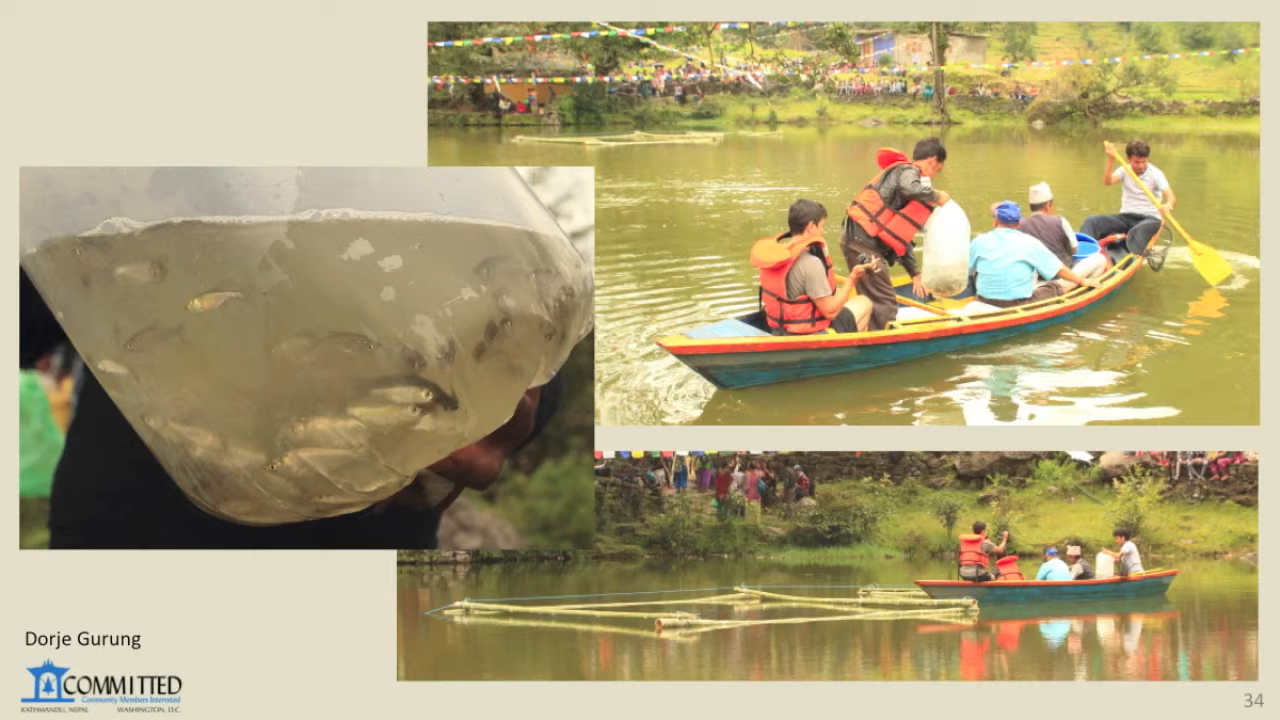 Dorje Gurung
COMMITTED
Community Members Interested
KATHMANDU, NEPAL WASHINGTON, D.C.
34